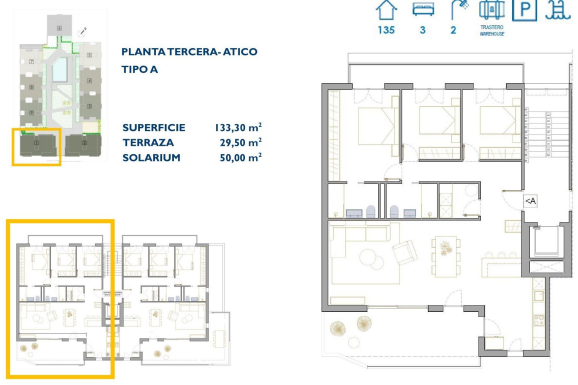 135 3 2 TRASTERO P
WAREHOUSE
PLANTA TERCERA- ATICO
TIPO A
SUPERFICIE 133,30 m²
TERRAZA 29,50 m²
SOLARIUM 50,00 m²
<A